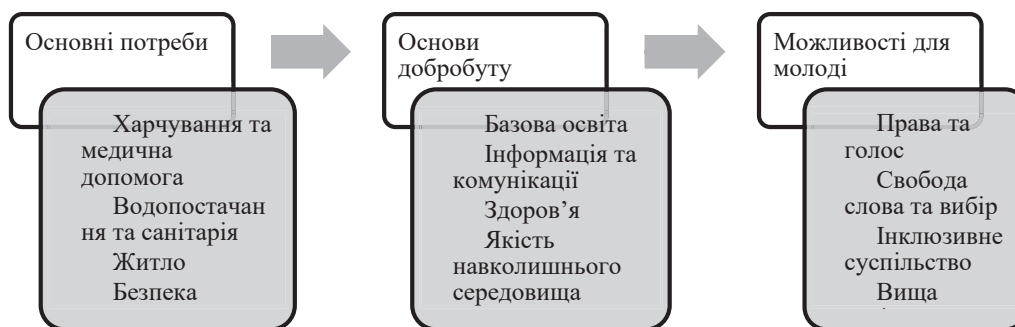 Основні потреби
Харчування та
медична
допомога
Водопостачан
ня та санітарія
Житло
Безпека
Основи
добробуту
Базова освіта
Інформація та
комунікації
Здоров’я
Якість
навколишнього
середовища
Можливості для
молоді
Права та
голос
Свобода
слова та вибір
Інклюзивне
суспільство
Вища